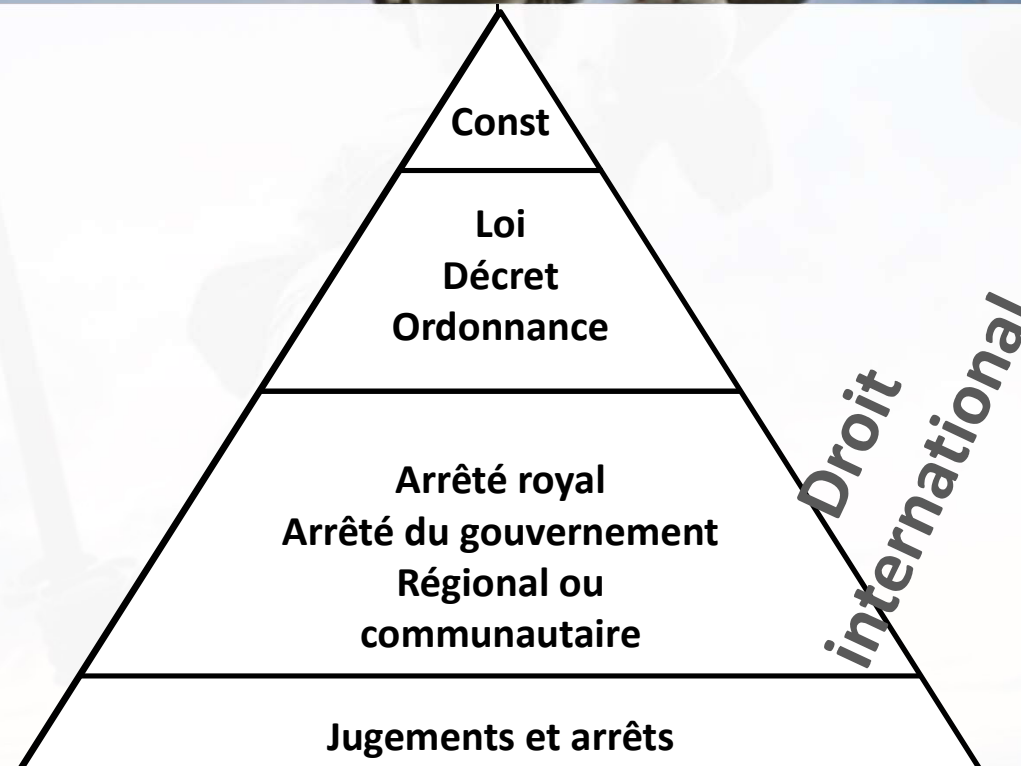 Const
Loi
Décret
Ordonnance
Arrêté royal
Arrêté du gouvernement
Régional ou
communautaire
Jugements et arrêts
Droit
international